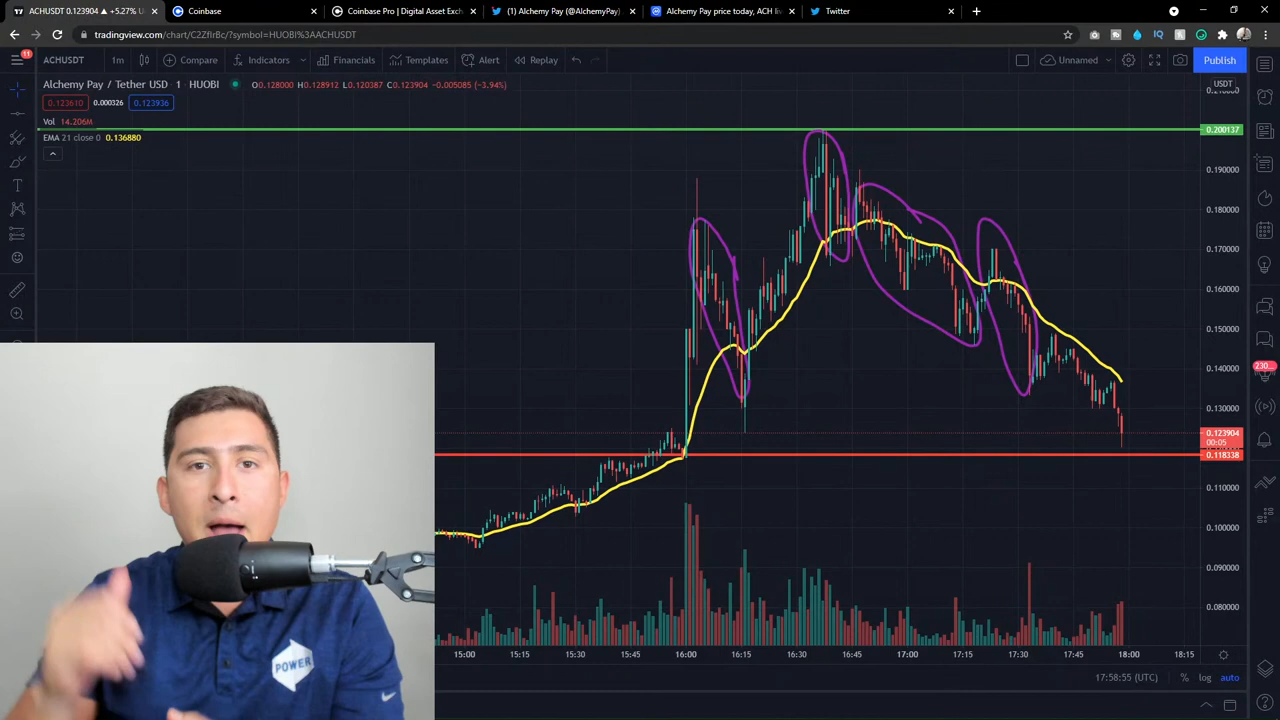 ACHUSDT 0.123904 ▲ +5.27% U
Coinbase
Coinbase Pro | Digital Asset Exch
(1) Alchemy Pay (@AlchemyPay)
Alchemy Pay price today, ACH liv
Twitter
tradingview.com/chart/C2ZfIrBc/?symbol=HUOBI%3AACHUSDT
11
ACHUSDT
1m
Compare
Indicators
Financials
Templates
Alert
Replay
Unnamed
Publish
Alchemy Pay / Tether USD · 1 · HUOBI
O0.128000 H0.128912 L0.120387 C0.123904 -0.005085 (-3.94%)
USDT
0.123610
0.000326
0.123936
Vol 14.206M
EMA 21 close 0 0.136880
0.200137
0.190000
0.180000
0.170000
0.160000
0.150000
0.140000
0.130000
0.123904
00:05
0.118338
0.110000
0.100000
0.090000
0.080000
230...
POWER
15:00
15:15
15:30
15:45
16:00
16:15
16:30
16:45
17:00
17:15
17:30
17:45
18:00
18:15
17:58:55 (UTC)
%
log
auto